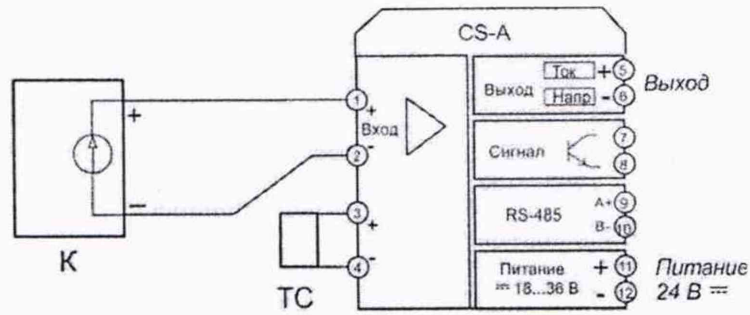 CS-A
1
+
Вход
2
-
3
+
4
-
+
-
К
ТС
Выход
Ток
+
5
Напр
-
6
Выход
Сигнал
7
8
RS-485
A+
9
B-
10
Питание
⎓ 18...36 В
+
11
-
12
Питание
24 В ⎓